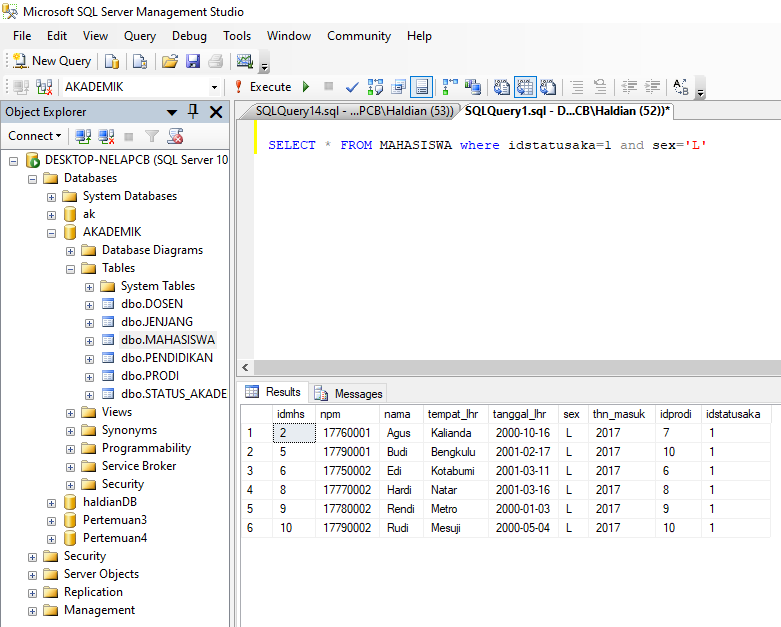 Microsoft SQL Server Management Studio
File Edit View Query Debug Tools Window Community Help
New Query
AKADEMIK Execute
Object Explorer
Connect
DESKTOP-NELAPCB (SQL Server 10
Databases
System Databases
ak
AKADEMIK
Database Diagrams
Tables
System Tables
dbo.DOSEN
dbo.JENJANG
dbo.MAHASISWA
dbo.PENDIDIKAN
dbo.PRODI
dbo.STATUS_AKADE
Views
Synonyms
Programmability
Service Broker
Security
haldianDB
Pertemuan3
Pertemuan4
Security
Server Objects
Replication
Management
SQLQuery14.sql - ...PCB\Haldian (53)) SQLQuery1.sql - D...CB\Haldian (52))*
SELECT * FROM MAHASISWA where idstatusaka=1 and sex='L'
Results Messages
idmhs npm nama tempat_lhr tanggal_lhr sex thn_masuk idprodi idstatusaka
1 2 17760001 Agus Kalianda 2000-10-16 L 2017 7 1
2 5 17790001 Budi Bengkulu 2001-02-17 L 2017 10 1
3 6 17750002 Edi Kotabumi 2001-03-11 L 2017 6 1
4 8 17770002 Hardi Natar 2001-03-16 L 2017 8 1
5 9 17780002 Rendi Metro 2000-01-03 L 2017 9 1
6 10 17790002 Rudi Mesuji 2000-05-04 L 2017 10 1